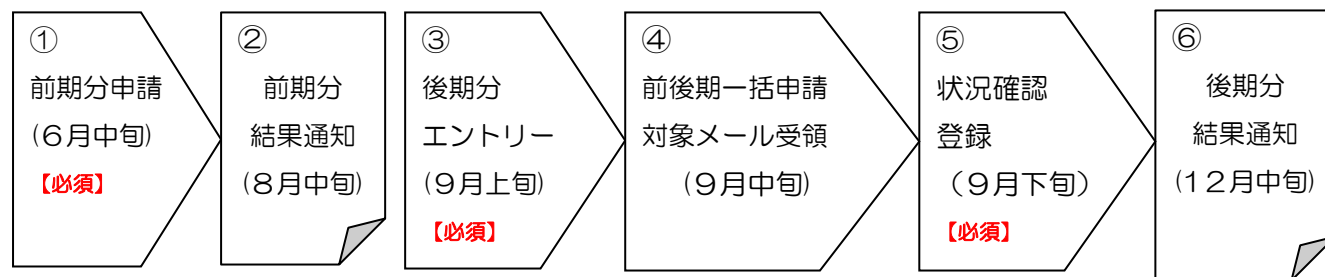 ①
前期分申請
(６月中旬)
【必須】
②
前期分
結果通知
(８月中旬)
③
後期分
エントリー
(９月上旬)
【必須】
④
前後期一括申請
対象メール受領
(９月中旬)
⑤
状況確認
登録
（９月下旬）
【必須】
⑥
後期分
結果通知
(１２月中旬)